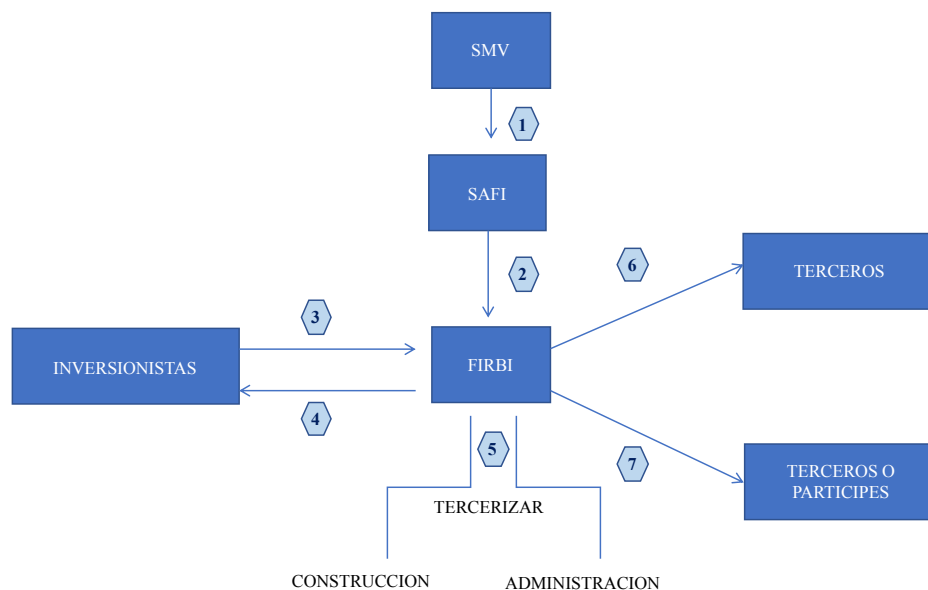 SMV
1
SAFI
2
6
TERCEROS
3
INVERSIONISTAS
FIRBI
4
5
7
TERCEROS O
PARTICIPES
TERCERIZAR
CONSTRUCCION
ADMINISTRACION